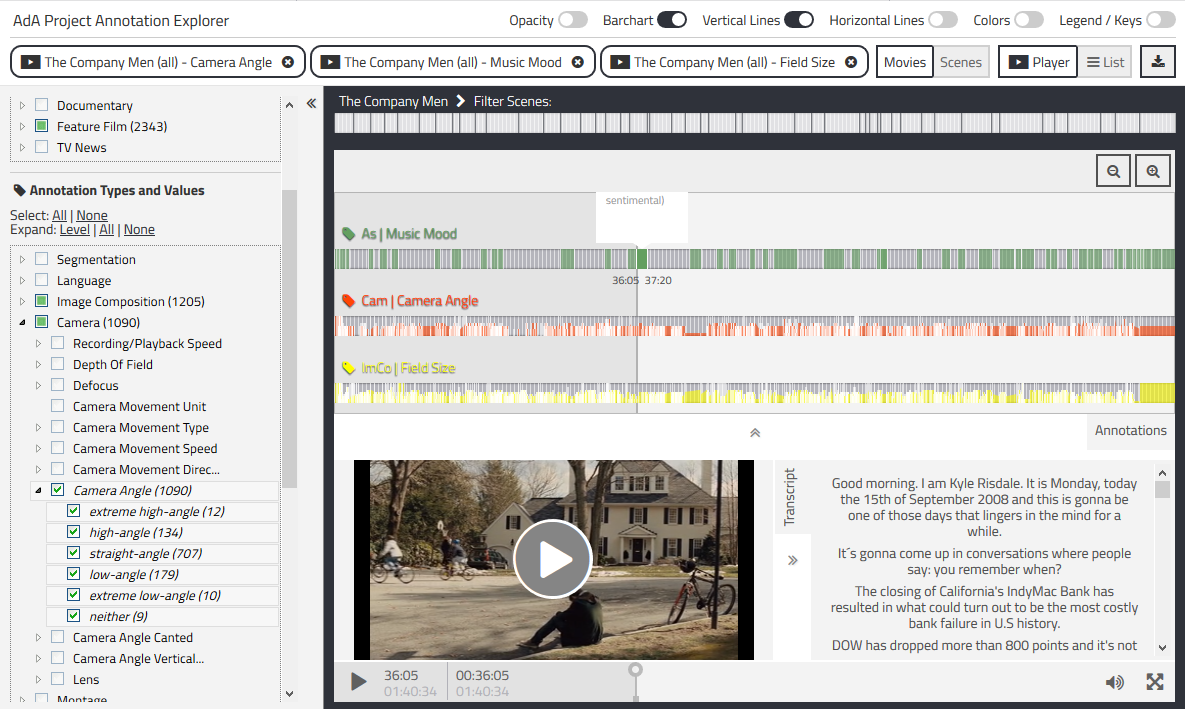 AdA Project Annotation Explorer
Opacity
Barchart
Vertical Lines
Horizontal Lines
Colors
Legend / Keys
The Company Men (all) - Camera Angle
The Company Men (all) - Music Mood
The Company Men (all) - Field Size
Movies
Scenes
Player
List
Documentary
Feature Film (2343)
TV News
Annotation Types and Values
Select: All | None
Expand: Level | All | None
Segmentation
Language
Image Composition (1205)
Camera (1090)
Recording/Playback Speed
Depth Of Field
Defocus
Camera Movement Unit
Camera Movement Type
Camera Movement Speed
Camera Movement Direc...
Camera Angle (1090)
extreme high-angle (12)
high-angle (134)
straight-angle (707)
low-angle (179)
extreme low-angle (10)
neither (9)
Camera Angle Canted
Camera Angle Vertical...
Lens
Montage
The Company Men
Filter Scenes:
sentimental)
As | Music Mood
36:05 37:20
Cam | Camera Angle
ImCo | Field Size
Annotations
Transcript
Good morning. I am Kyle Risdale. It is Monday, today
the 15th of September 2008 and this is gonna be
one of those days that lingers in the mind for a
while.
It´s gonna come up in conversations where people
say: you remember when?
The closing of California's IndyMac Bank has
resulted in what could turn out to be the most costly
bank failure in U.S history.
DOW has dropped more than 800 points and it's not
36:05
01:40:34
00:36:05
01:40:34